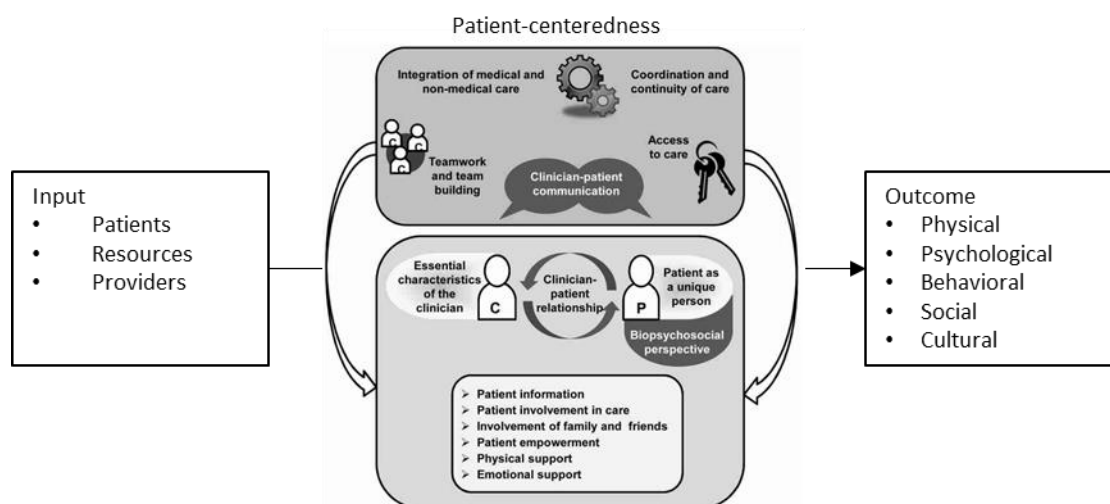 Patient-centeredness
Integration of medical and
non-medical care
Coordination and
continuity of care
C
C
C
Teamwork
and team
building
Clinician-patient
communication
Access
to care
Input
• Patients
• Resources
• Providers
Essential
characteristics
of the
clinician
C
Clinician-
patient
relationship
P
Patient as
a unique
person
Biopsychosocial
perspective
➢ Patient information
➢ Patient involvement in care
➢ Involvement of family and friends
➢ Patient empowerment
➢ Physical support
➢ Emotional support
Outcome
• Physical
• Psychological
• Behavioral
• Social
• Cultural